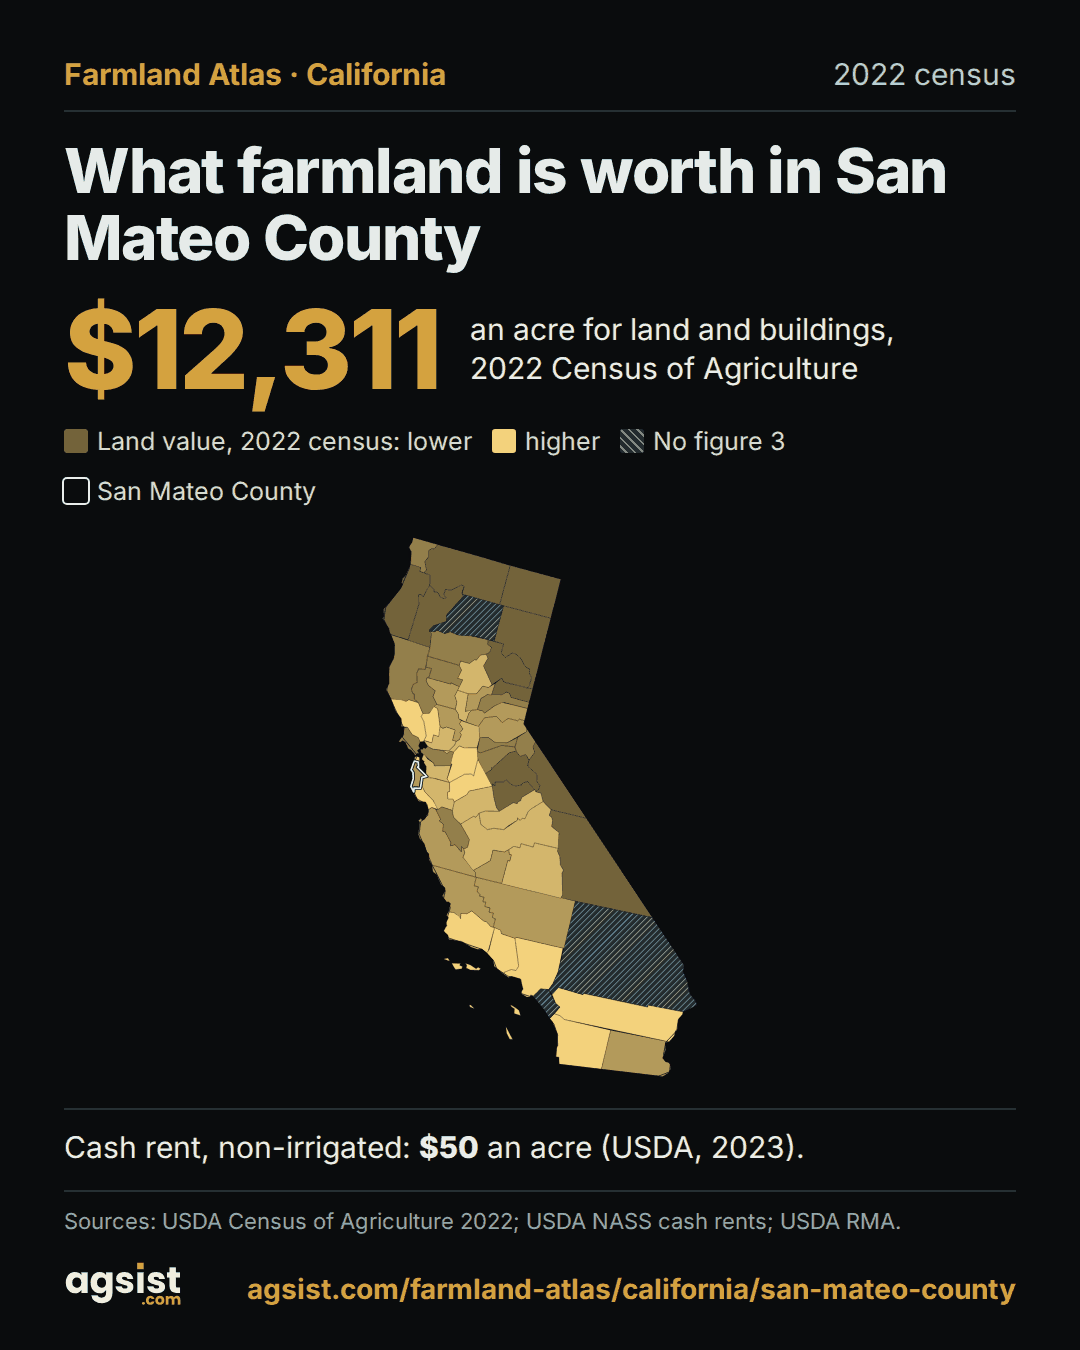 Farmland Atlas · California
2022 census
What farmland is worth in San
Mateo County
$12,311
an acre for land and buildings,
2022 Census of Agriculture
Land value, 2022 census: lower
higher
No figure 3
San Mateo County
Cash rent, non-irrigated: $50 an acre (USDA, 2023).
Sources: USDA Census of Agriculture 2022; USDA NASS cash rents; USDA RMA.
agsist
.com
agsist.com/farmland-atlas/california/san-mateo-county